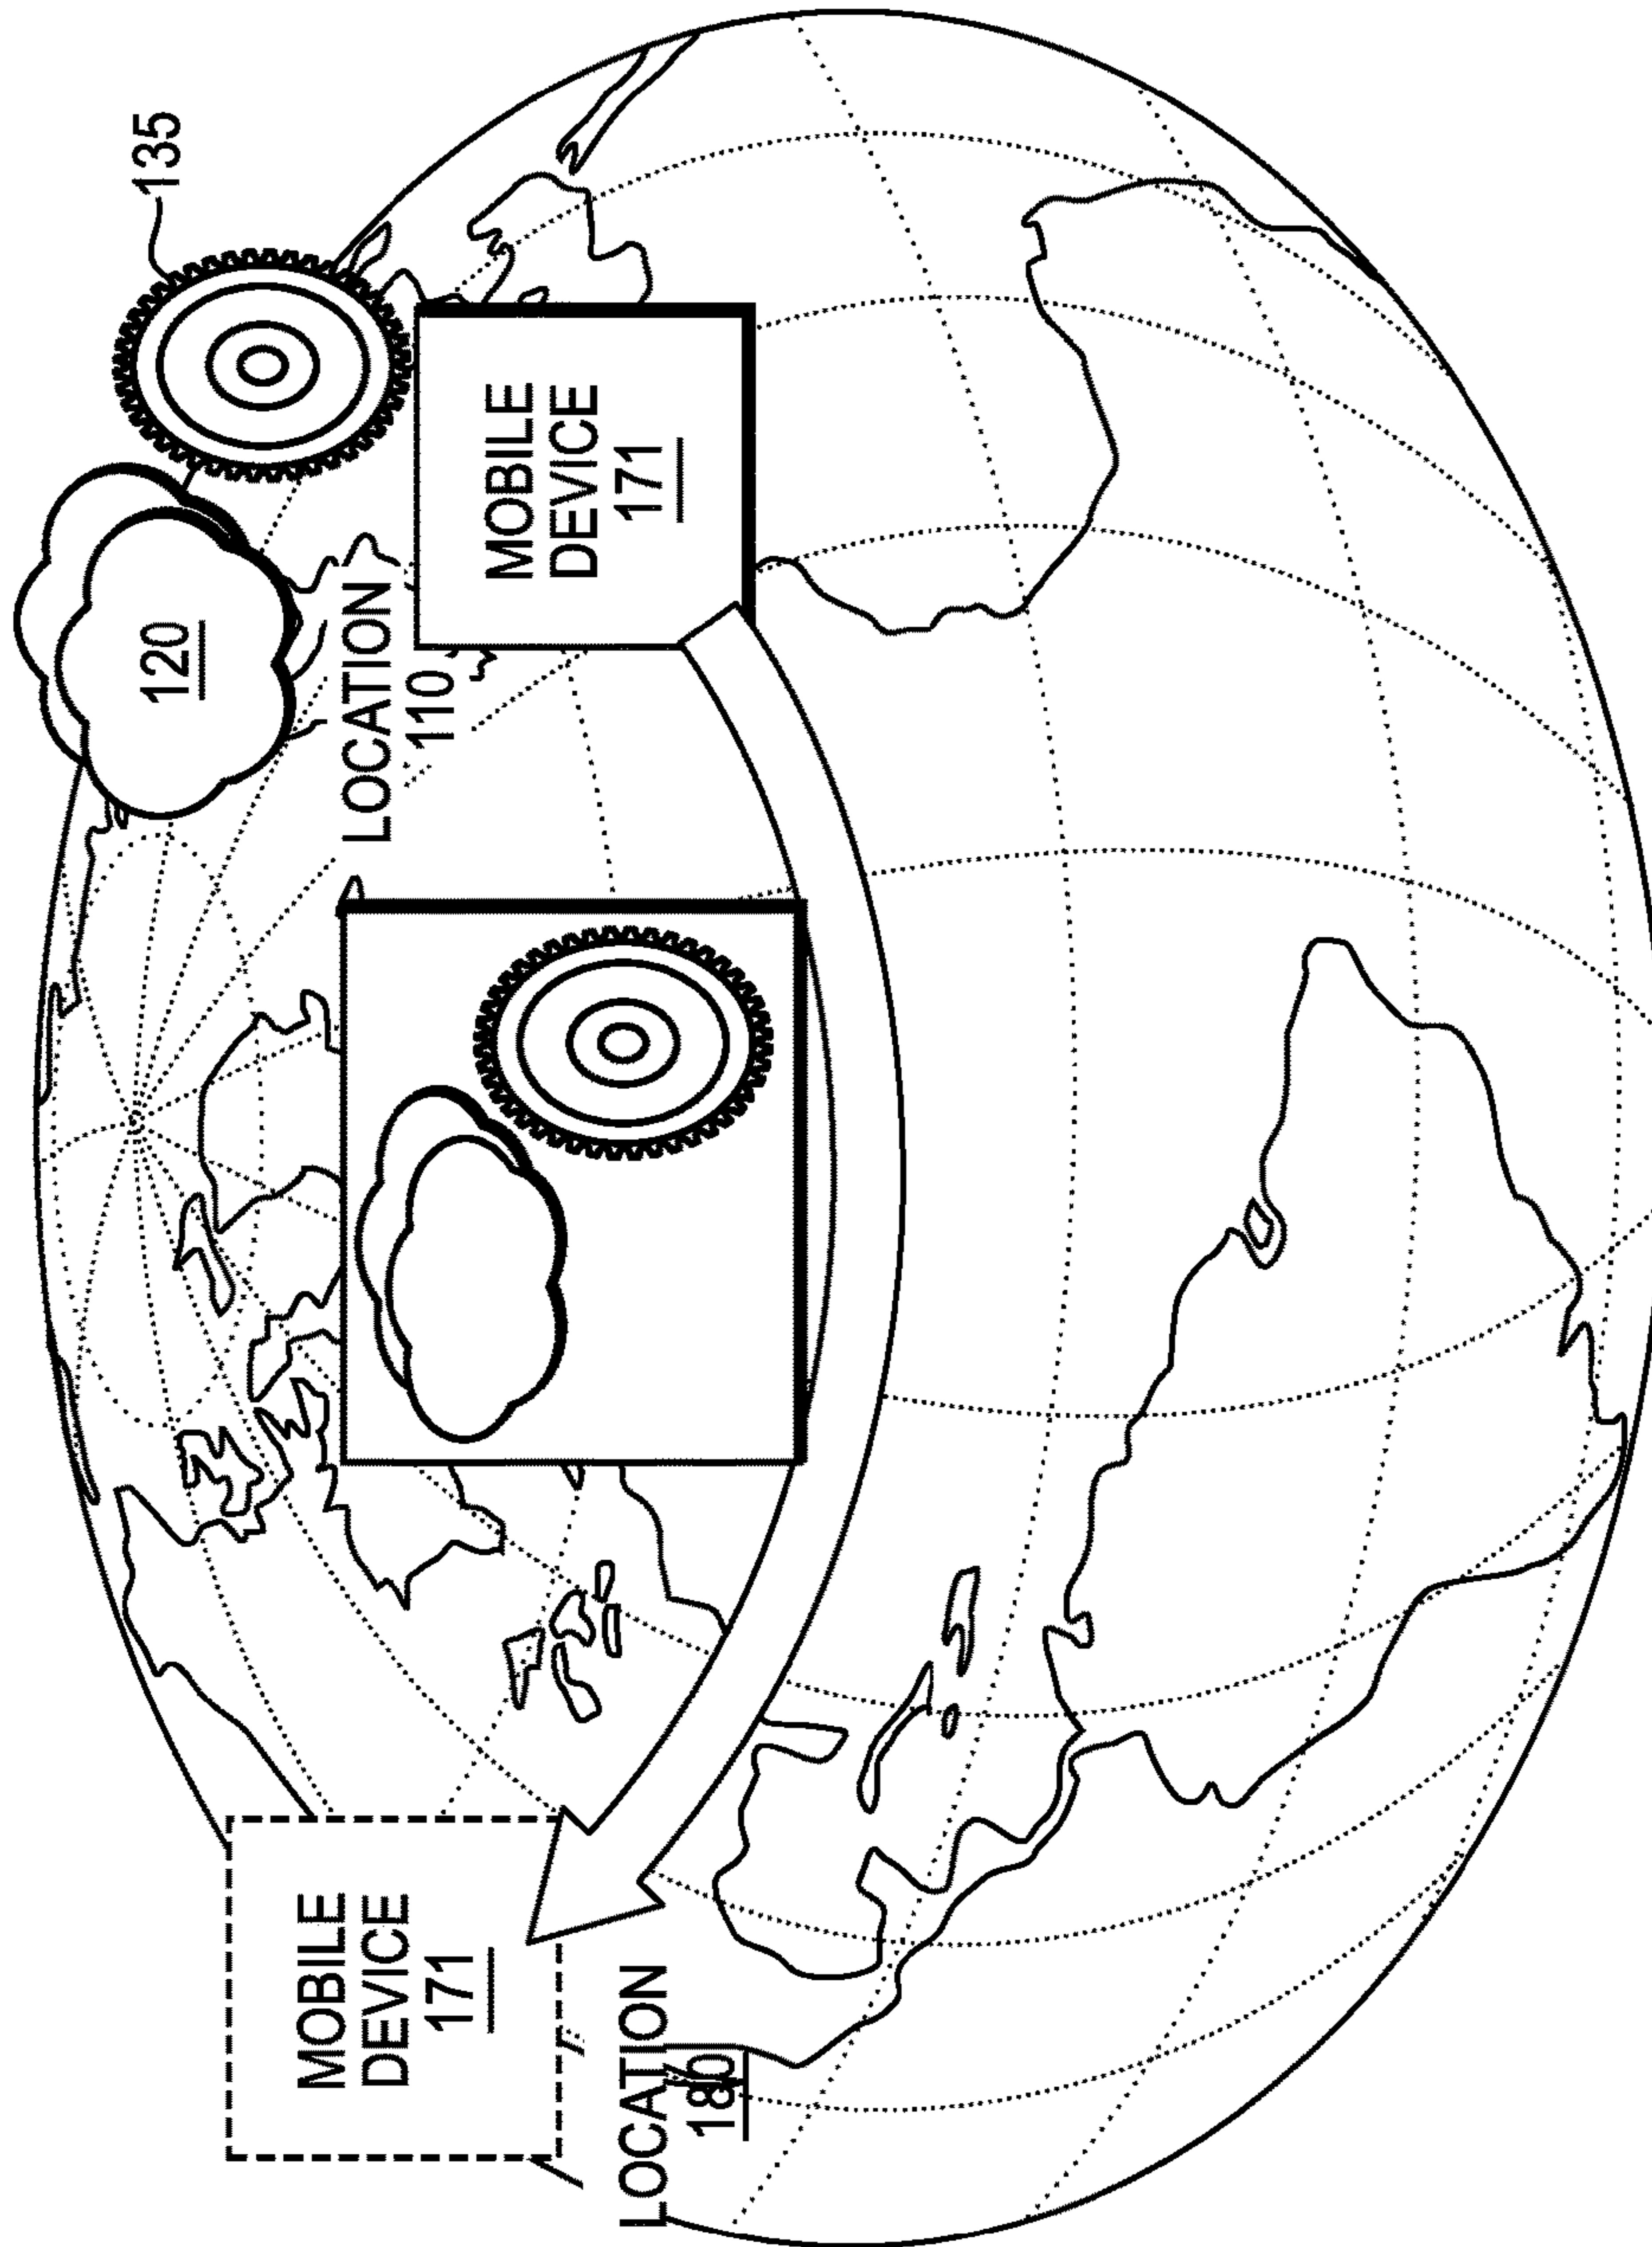 135
120
MOBILE
DEVICE
171
LOCATION
110
MOBILE
DEVICE
171
LOCATION
180